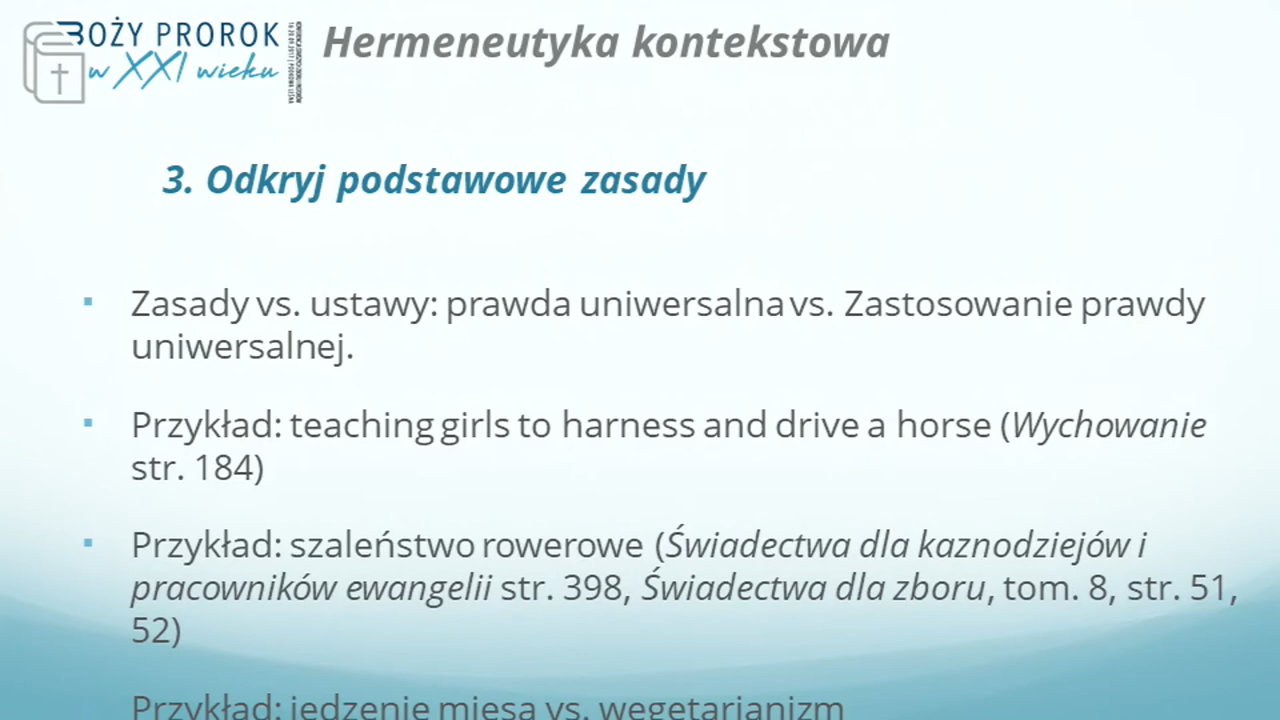 BOŻY PROROK
w XXI wieku
Hermeneutyka kontekstowa
3. Odkryj podstawowe zasady
▪ Zasady vs. ustawy: prawda uniwersalna vs. Zastosowanie prawdy
uniwersalnej.
▪ Przykład: teaching girls to harness and drive a horse (Wychowanie
str. 184)
▪ Przykład: szaleństwo rowerowe (Świadectwa dla kaznodziejów i
pracowników ewangelii str. 398, Świadectwa dla zboru, tom. 8, str. 51,
52)
Przykład: jedzenie mięsa vs. wegetarianizm